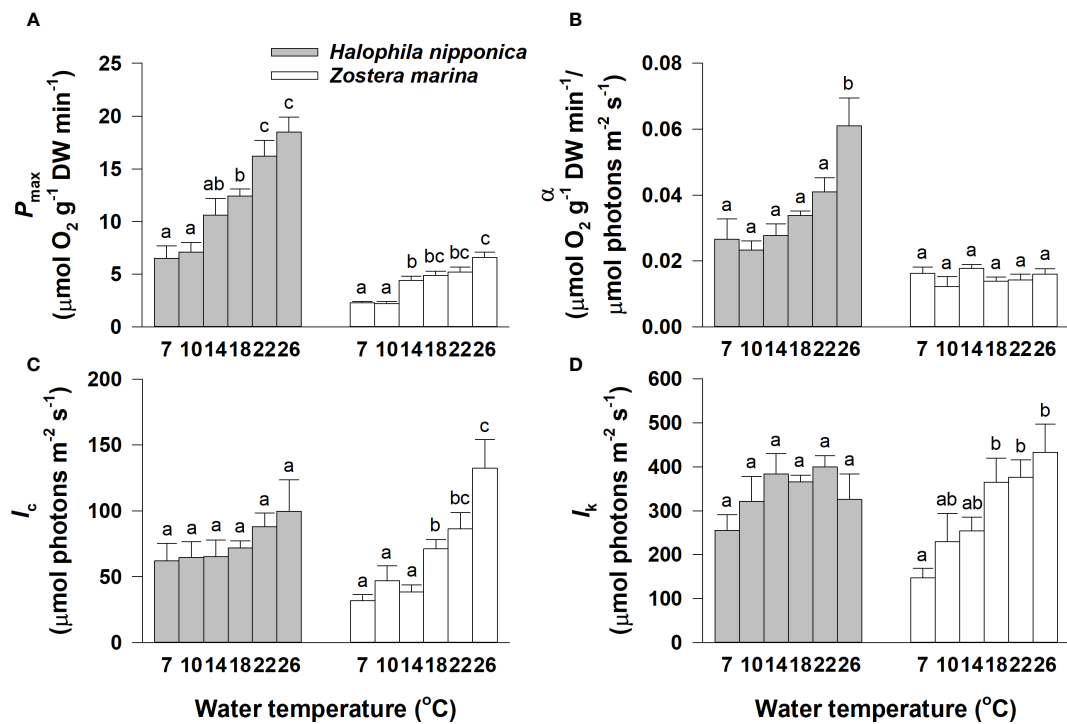 A
B
Halophila nipponica
Zostera marina
P max
(μmol O2 g-1 DW min-1)
25
20
15
10
5
0
a a ab b c c
a a b bc bc c
7 10 14 18 22 26
7 10 14 18 22 26
α
(μmol O2 g-1 DW min-1/
μmol photons m-2 s-1)
0.08
0.06
0.04
0.02
0.00
a a a a a b
a a a a a a
7 10 14 18 22 26
7 10 14 18 22 26
C
D
Ic
(μmol photons m-2 s-1)
200
150
100
50
0
a a a a a a
a a a b bc c
7 10 14 18 22 26
7 10 14 18 22 26
Water temperature (oC)
Ik
(μmol photons m-2 s-1)
600
500
400
300
200
100
0
a a a a a a
a ab ab b b b
7 10 14 18 22 26
7 10 14 18 22 26
Water temperature (oC)